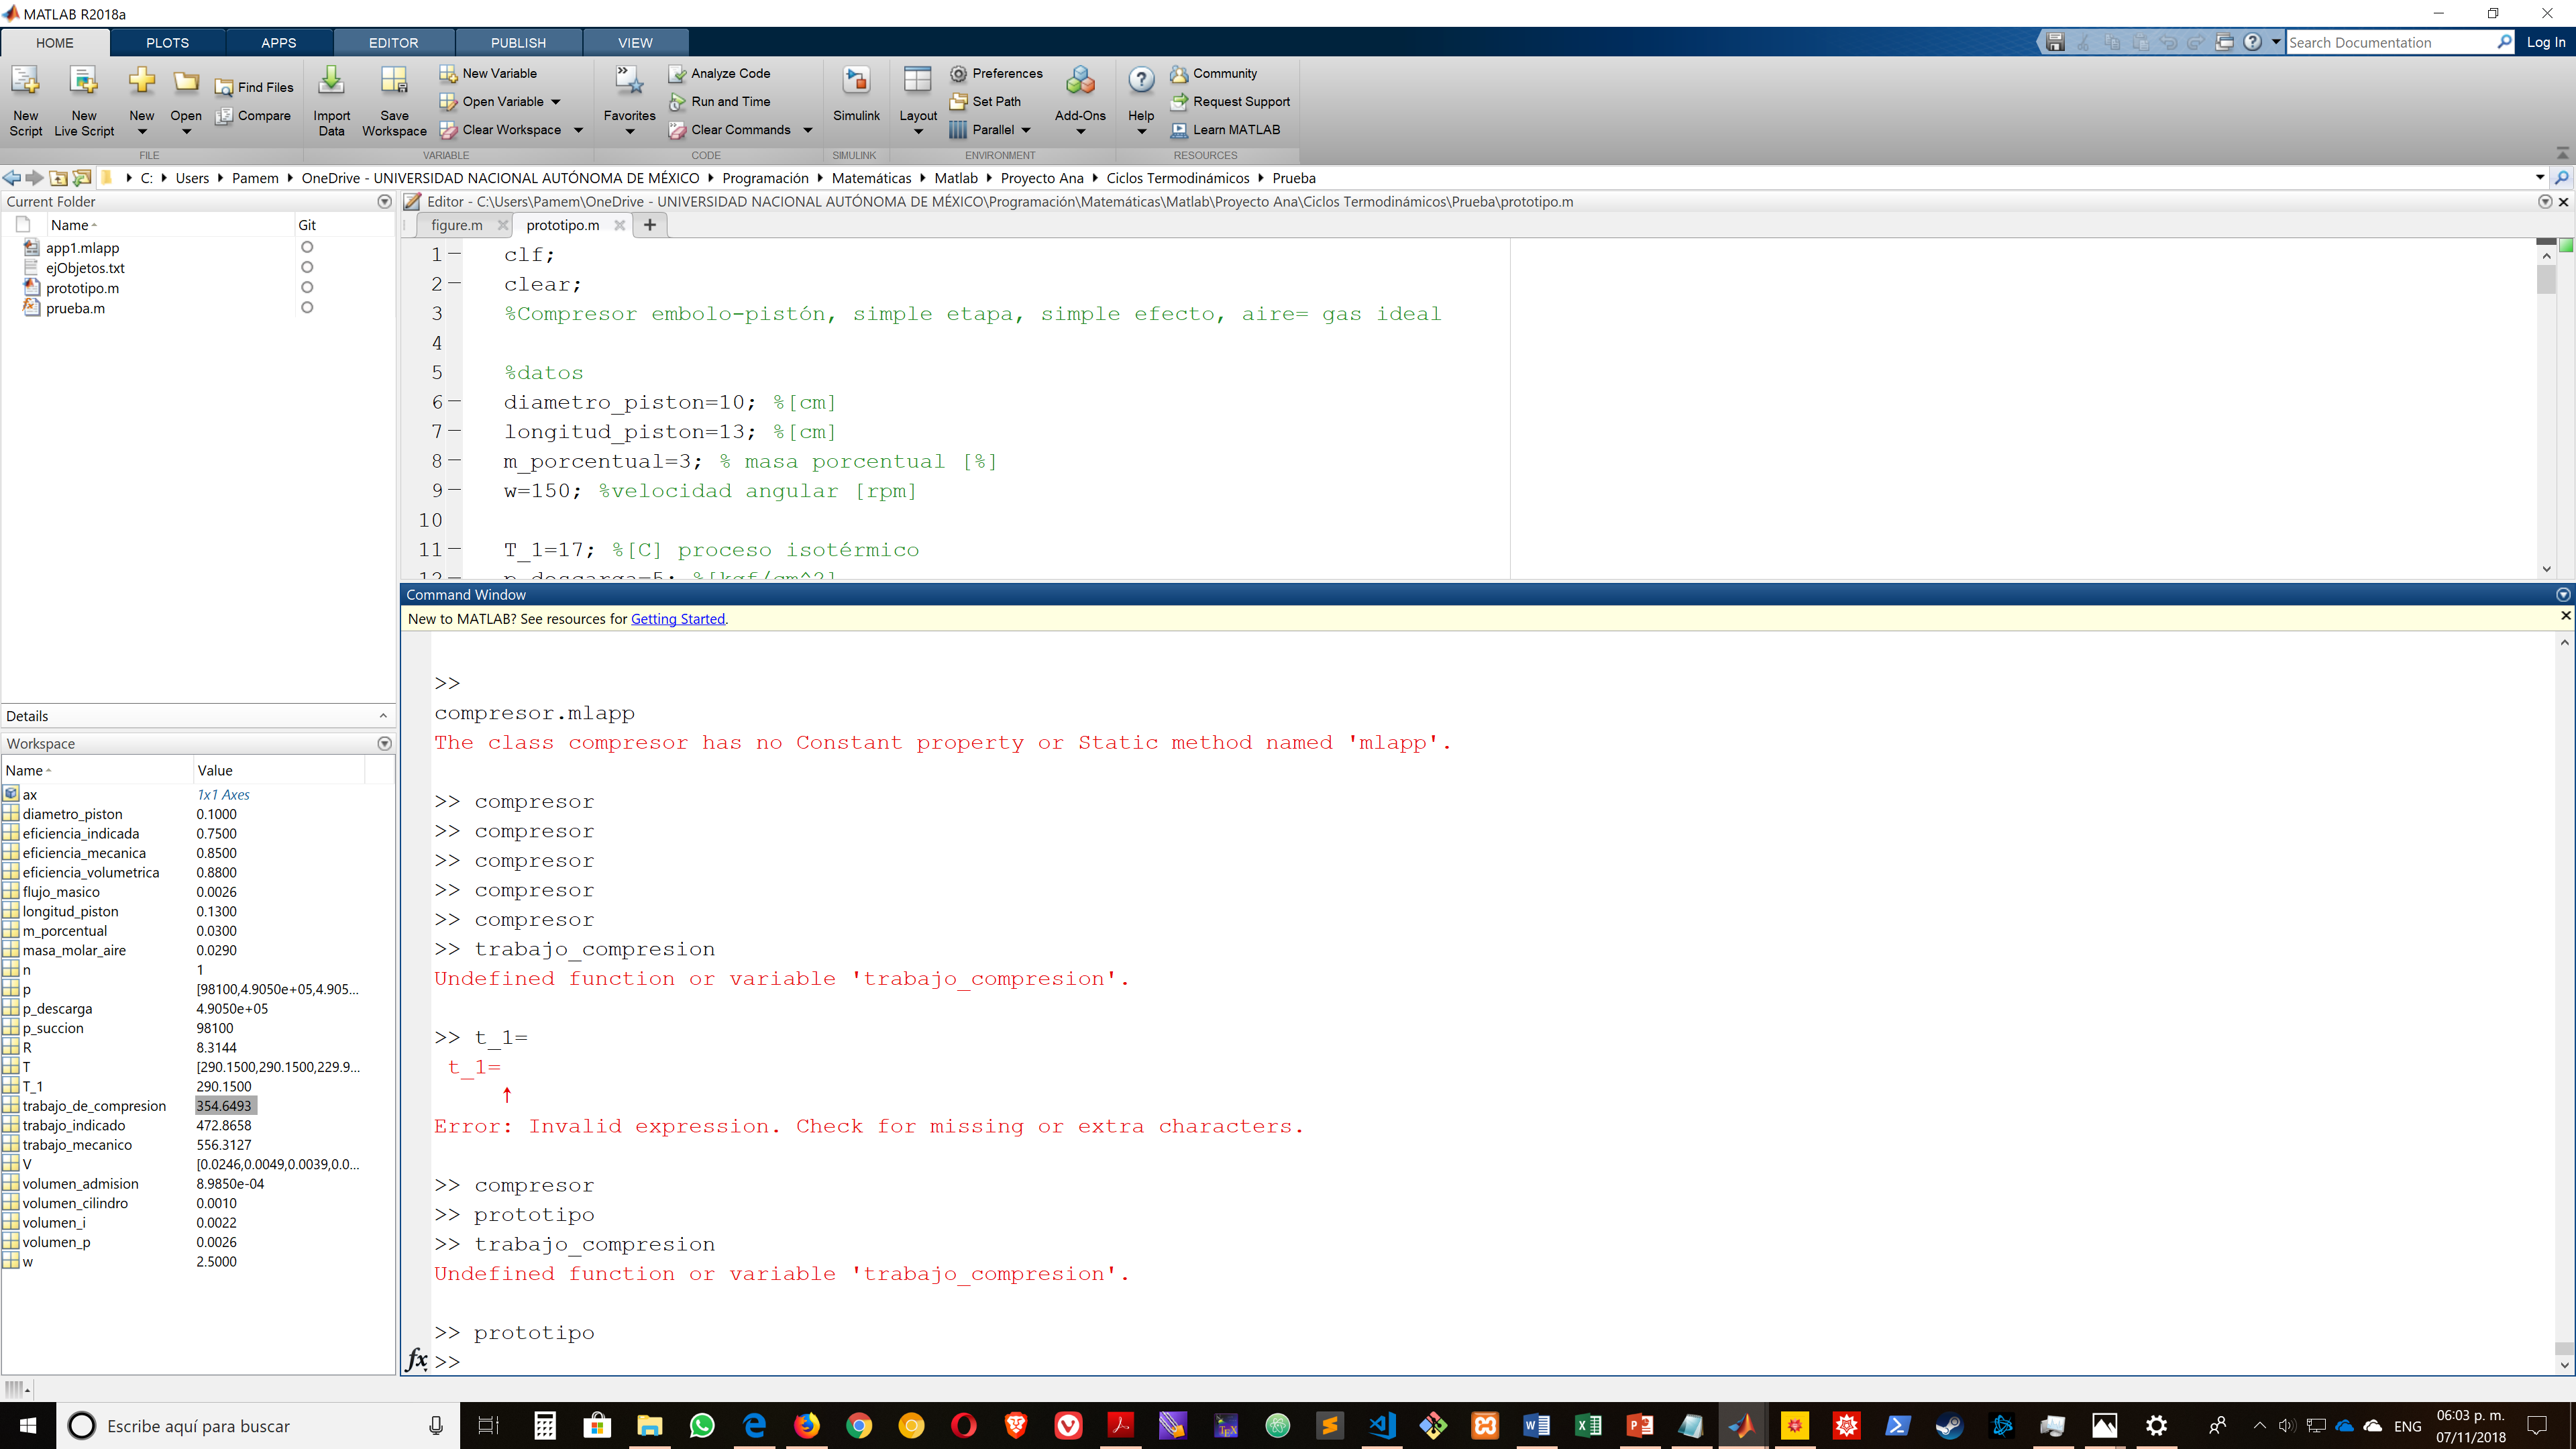 MATLAB R2018a
HOME PLOTS APPS EDITOR PUBLISH VIEW
Search Documentation Log In
New Script
New Live Script
New
Open
Find Files
Compare
Import Data
Save Workspace
New Variable
Open Variable
Clear Workspace
Favorites
Analyze Code
Run and Time
Clear Commands
Simulink
Layout
Preferences
Set Path
Parallel
Add-Ons
Help
Community
Request Support
Learn MATLAB
FILE VARIABLE CODE SIMULINK ENVIRONMENT RESOURCES
C: Users Pamem OneDrive - UNIVERSIDAD NACIONAL AUTÓNOMA DE MÉXICO Programación Matemáticas Matlab Proyecto Ana Ciclos Termodinámicos Prueba
Current Folder
Name Git
app1.mlapp
ejObjetos.txt
prototipo.m
prueba.m
Details
Workspace
Name Value
ax 1x1 Axes
diametro_piston 0.1000
eficiencia_indicada 0.7500
eficiencia_mecanica 0.8500
eficiencia_volumetrica 0.8800
flujo_masico 0.0026
longitud_piston 0.1300
m_porcentual 0.0300
masa_molar_aire 0.0290
n 1
p [98100,4.9050e+05,4.905...
p_descarga 4.9050e+05
p_succion 98100
R 8.3144
T [290.1500,290.1500,229.9...
T_1 290.1500
trabajo_de_compresion 354.6493
trabajo_indicado 472.8658
trabajo_mecanico 556.3127
V [0.0246,0.0049,0.0039,0.0...
volumen_admision 8.9850e-04
volumen_cilindro 0.0010
volumen_i 0.0022
volumen_p 0.0026
w 2.5000
Editor - C:\Users\Pamem\OneDrive - UNIVERSIDAD NACIONAL AUTÓNOMA DE MÉXICO\Programación\Matemáticas\Matlab\Proyecto Ana\Ciclos Termodinámicos\Prueba\prototipo.m
figure.m prototipo.m
1 clf;
2 clear;
3 %Compresor embolo-pistón, simple etapa, simple efecto, aire= gas ideal
4
5 %datos
6 diametro_piston=10; %[cm]
7 longitud_piston=13; %[cm]
8 m_porcentual=3; % masa porcentual [%]
9 w=150; %velocidad angular [rpm]
10
11 T_1=17; %[C] proceso isotérmico
12 p_descarga=5; %[kgf/cm^2]
Command Window
New to MATLAB? See resources for Getting Started.
>>
compresor.mlapp
The class compresor has no Constant property or Static method named 'mlapp'.
>> compresor
>> compresor
>> compresor
>> compresor
>> compresor
>> trabajo_compresion
Undefined function or variable 'trabajo_compresion'.
>> t_1=
t_1=
↑
Error: Invalid expression. Check for missing or extra characters.
>> compresor
>> prototipo
>> trabajo_compresion
Undefined function or variable 'trabajo_compresion'.
>> prototipo
fx >>
Escribe aquí para buscar
ENG
06:03 p. m.
07/11/2018